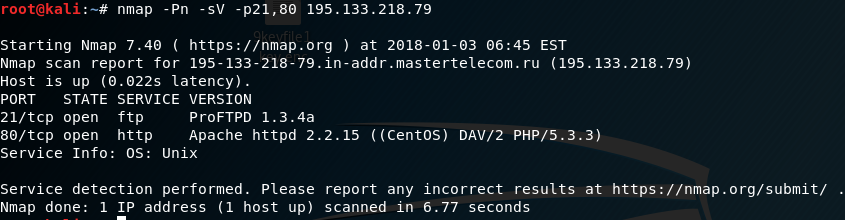 root@kali:~# nmap -Pn -sV -p21,80 195.133.218.79
Starting Nmap 7.40 ( https://nmap.org ) at 2018-01-03 06:45 EST
Nmap scan report for 195-133-218-79.in-addr.mastertelecom.ru (195.133.218.79)
Host is up (0.022s latency).
PORT   STATE SERVICE VERSION
21/tcp open  ftp     ProFTPD 1.3.4a
80/tcp open  http    Apache httpd 2.2.15 ((CentOS) DAV/2 PHP/5.3.3)
Service Info: OS: Unix
Service detection performed. Please report any incorrect results at https://nmap.org/submit/ .
Nmap done: 1 IP address (1 host up) scanned in 6.77 seconds